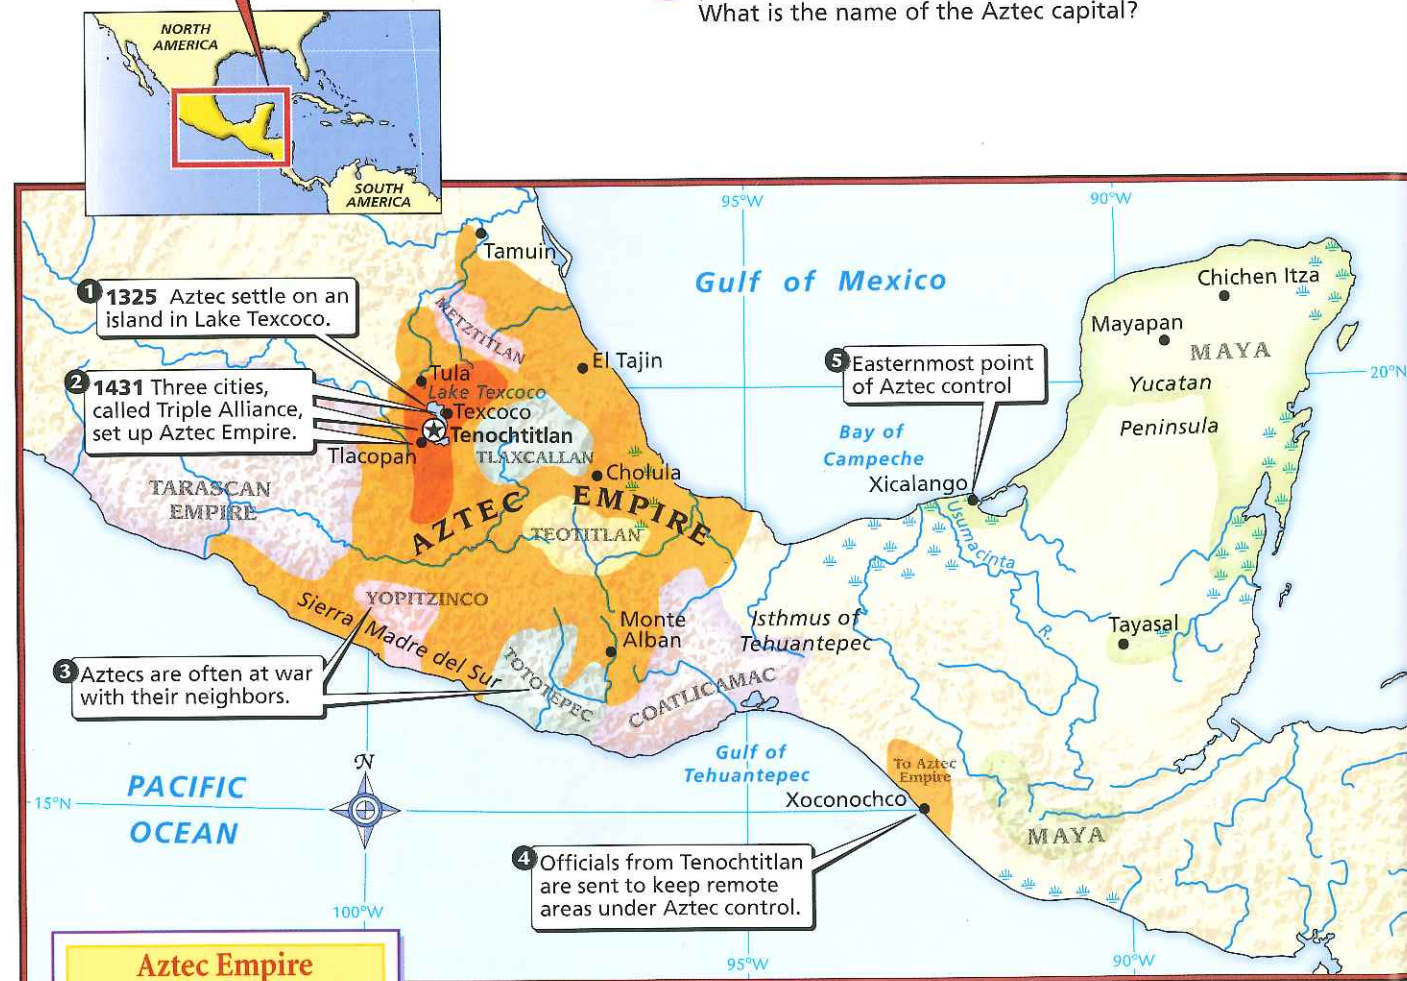 What is the name of the Aztec capital?
NORTH
AMERICA
SOUTH
AMERICA
95°W
90°W
Tamuin
Gulf of Mexico
Chichen Itza
1 1325 Aztec settle on an
island in Lake Texcoco.
METZTITLAN
Mayapan
MAYA
El Tajin
5 Easternmost point
of Aztec control
20°N
Tula
Lake Texcoco
Yucatan
Peninsula
2 1431 Three cities,
called Triple Alliance,
set up Aztec Empire.
Texcoco
Tenochtitlan
Tlacopan
TLAXCALLAN
Bay of
Campeche
Cholula
Xicalango
TARASCAN
EMPIRE
AZTEC EMPIRE
TEOTITLAN
Usumacinta
R.
YOPITZINCO
Sierra Madre del Sur
Monte
Alban
Isthmus of
Tehuantepec
Tayasal
3 Aztecs are often at war
with their neighbors.
TOTOTEPEC
COATLICAMAC
Gulf of
Tehuantepec
To Aztec
Empire
N
PACIFIC
OCEAN
15°N
Xoconochco
MAYA
4 Officials from Tenochtitlan
are sent to keep remote
areas under Aztec control.
100°W
95°W
90°W
Aztec Empire